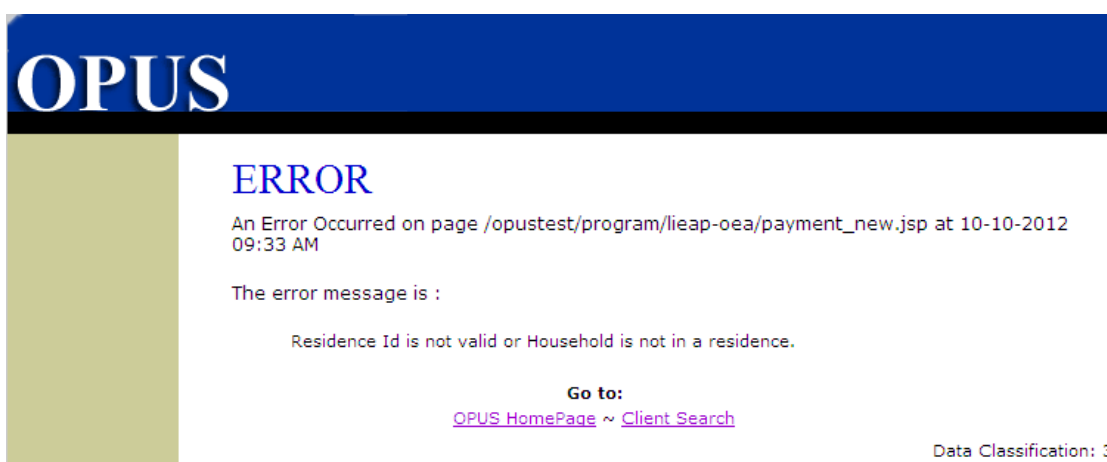 OPUS
ERROR
An Error Occurred on page /opustest/program/lieap-oea/payment_new.jsp at 10-10-2012
09:33 AM
The error message is :
Residence Id is not valid or Household is not in a residence.
Go to:
OPUS HomePage ~ Client Search
Data Classification: 3